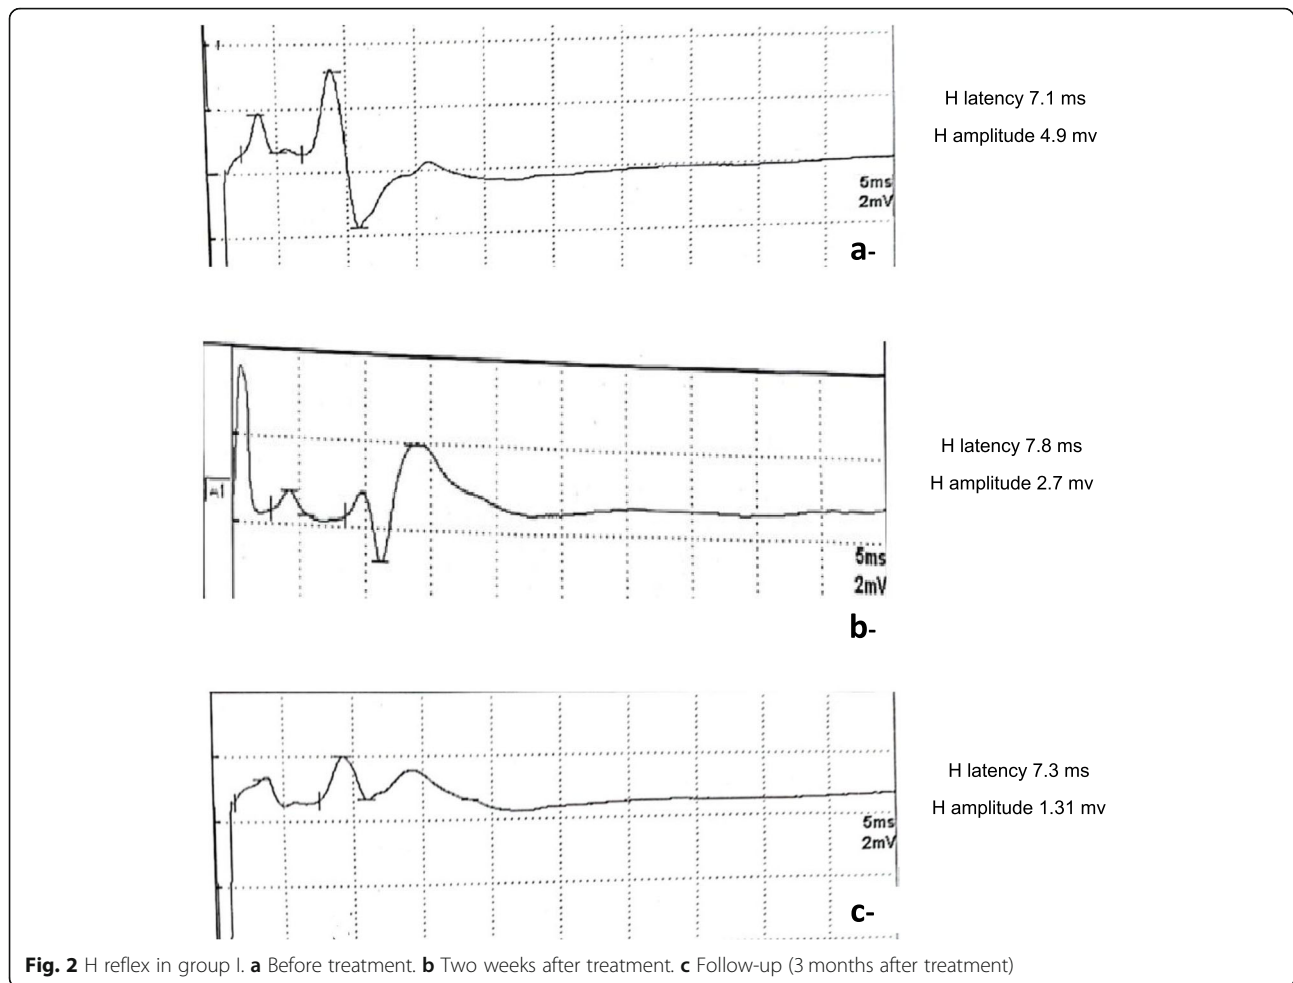 H latency 7.1 ms
H amplitude 4.9 mv
5ms
2mV
a-
H latency 7.8 ms
H amplitude 2.7 mv
A1
5ms
2mV
b-
H latency 7.3 ms
H amplitude 1.31 mv
5ms
2mV
c-
Fig. 2 H reflex in group I. a Before treatment. b Two weeks after treatment. c Follow-up (3 months after treatment)